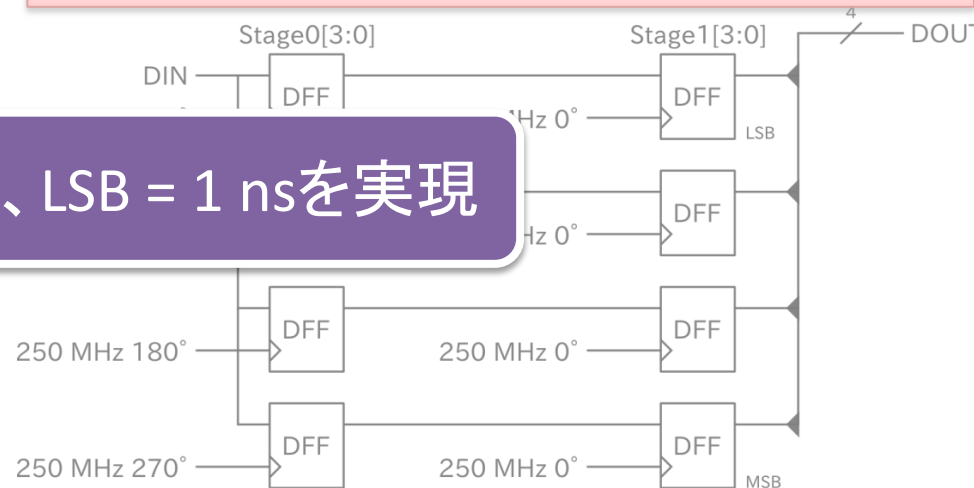 4
Stage0[3:0] Stage1[3:0] DOUT
DIN DFF DFF
Hz 0°
LSB
、LSB = 1 nsを実現
DFF
Hz 0°
DFF DFF
250 MHz 180° 250 MHz 0°
DFF DFF
250 MHz 270° 250 MHz 0°
MSB